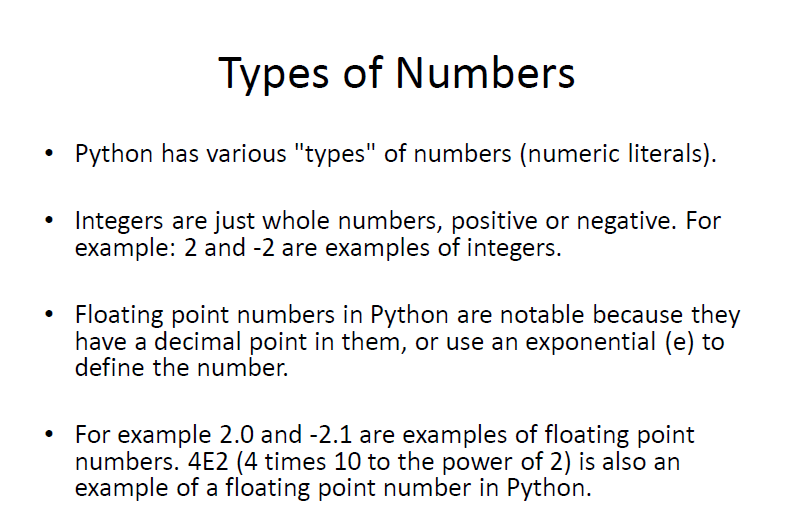 Types of Numbers
• Python has various "types" of numbers (numeric literals).
• Integers are just whole numbers, positive or negative. For
example: 2 and -2 are examples of integers.
• Floating point numbers in Python are notable because they
have a decimal point in them, or use an exponential (e) to
define the number.
• For example 2.0 and -2.1 are examples of floating point
numbers. 4E2 (4 times 10 to the power of 2) is also an
example of a floating point number in Python.